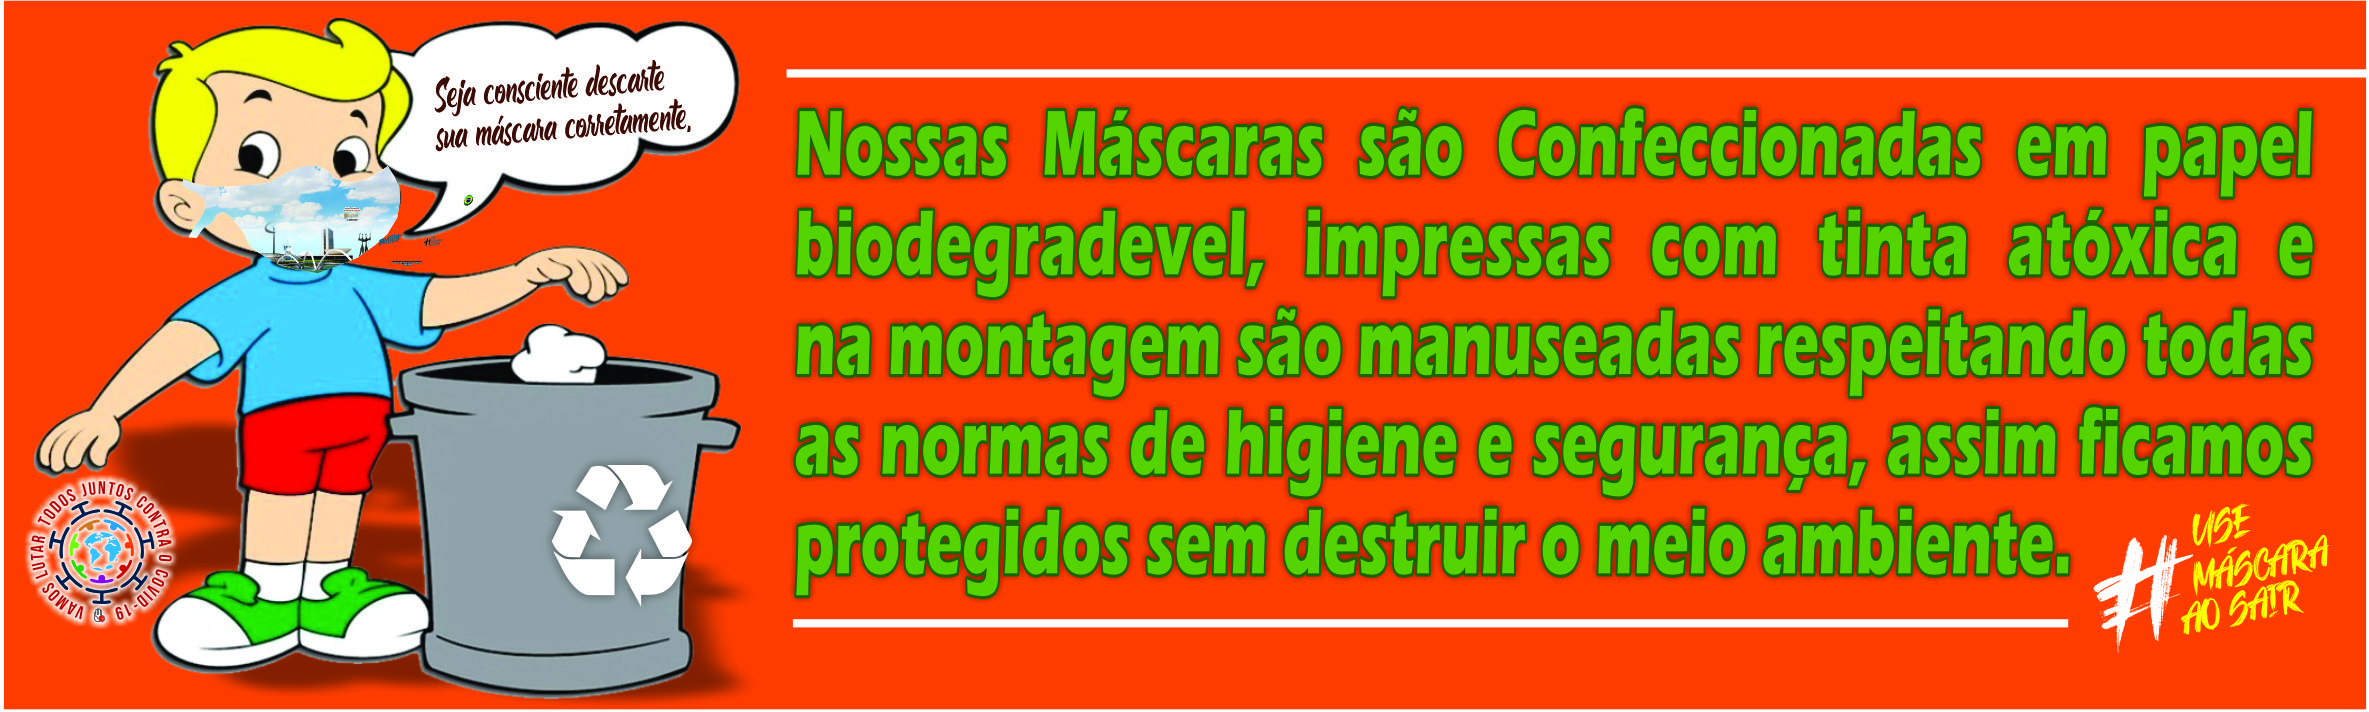 Seja consciente descarte
sua máscara corretamente,
Nossas Máscaras são Confeccionadas em papel
biodegradevel, impressas com tinta atóxica e
na montagem são manuseadas respeitando todas
as normas de higiene e segurança, assim ficamos
protegidos sem destruir o meio ambiente.
VAMOS LUTAR TODOS JUNTOS CONTRA O COVID-19
# USE
MÁSCARA
AO SAIR